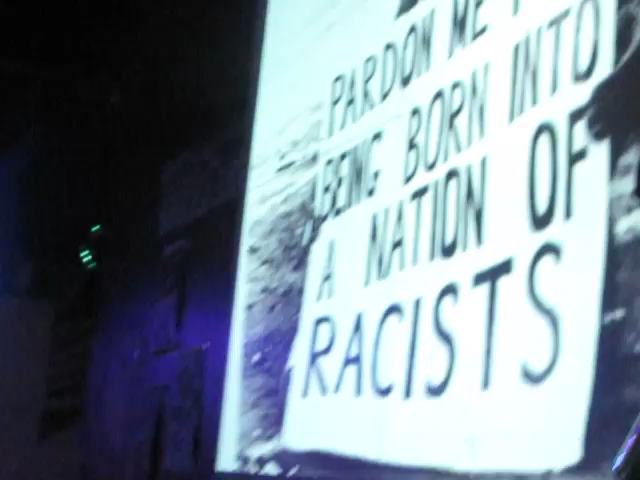 PARDON ME
BEING BORN INTO
A NATION OF
RACISTS